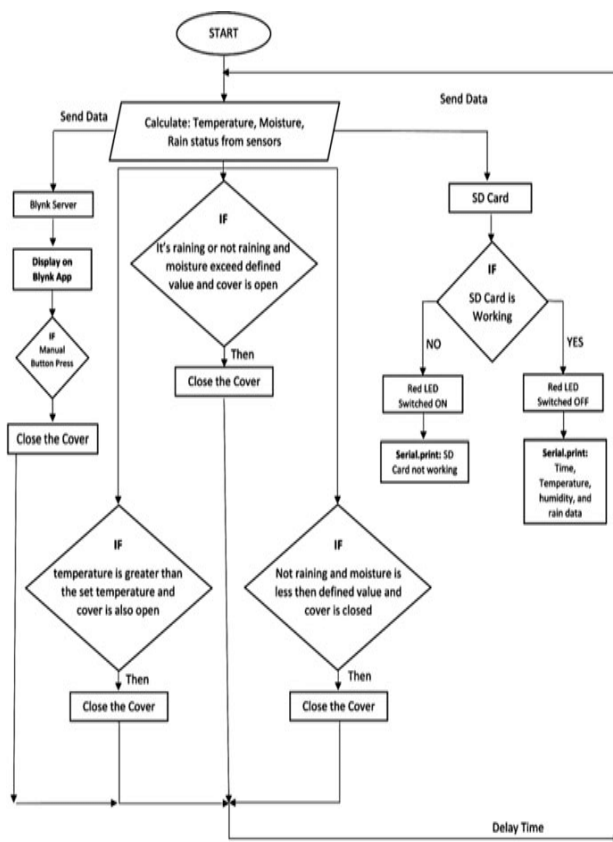 START
Send Data
Send Data
Calculate: Temperature, Moisture,
Rain status from sensors
Blynk Server
Display on
Blynk App
IF
Manual
Button Press
Close the Cover
IF
It's raining or not raining and
moisture exceed defined
value and cover is open
Then
Close the Cover
SD Card
IF
SD Card is
Working
NO
YES
Red LED
Switched ON
Red LED
Switched OFF
Serial.print: SD
Card not working
Serial.print:
Time,
Temperature,
humidity, and
rain data
IF
temperature is greater than
the set temperature and
cover is also open
Then
Close the Cover
IF
Not raining and moisture is
less then defined value and
cover is closed
Then
Close the Cover
Delay Time